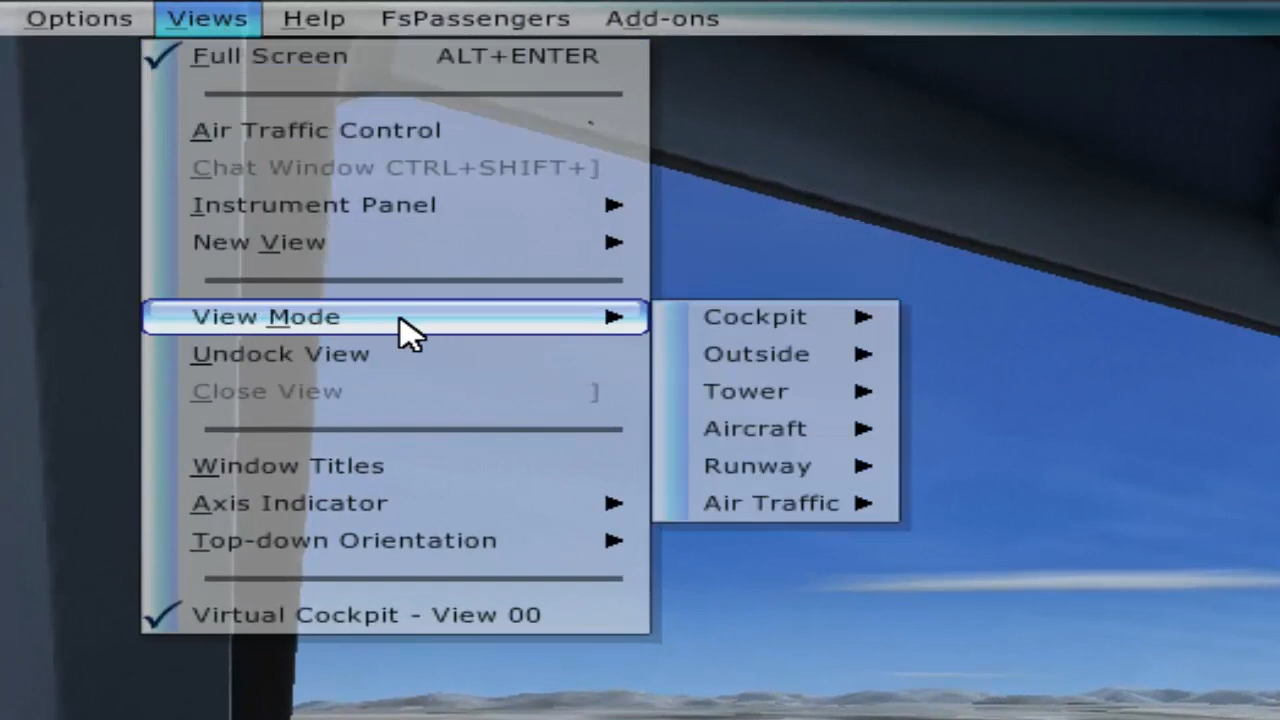 Options Views Help FsPassengers Add-ons
Full Screen ALT+ENTER
Air Traffic Control `
Chat Window CTRL+SHIFT+]
Instrument Panel
New View
View Mode
Undock View
Close View ]
Window Titles
Axis Indicator
Top-down Orientation
Virtual Cockpit - View 00
Cockpit
Outside
Tower
Aircraft
Runway
Air Traffic